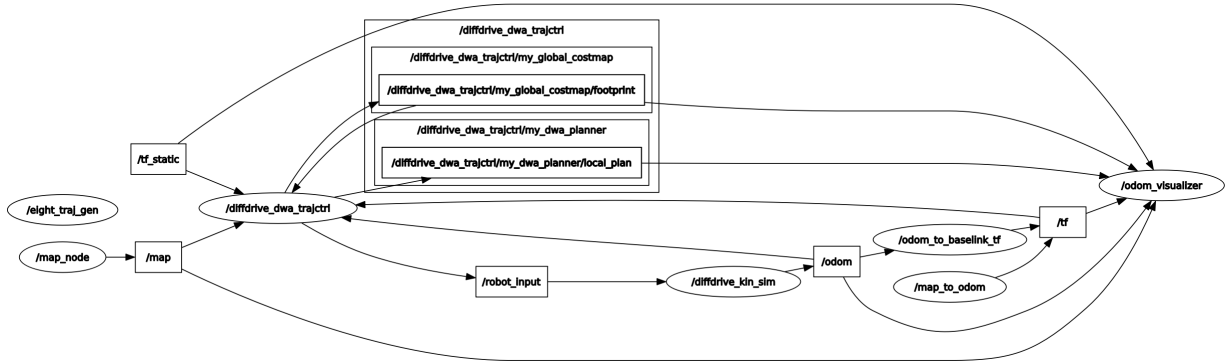 /diffdrive_dwa_trajctrl
/diffdrive_dwa_trajctrl/my_global_costmap
/diffdrive_dwa_trajctrl/my_global_costmap/footprint
/diffdrive_dwa_trajctrl/my_dwa_planner
/diffdrive_dwa_trajctrl/my_dwa_planner/local_plan
/tf_static
/odom_visualizer
/eight_traj_gen
/diffdrive_dwa_trajctrl
/tf
/odom_to_baselink_tf
/map_node
/map
/odom
/robot_input
/diffdrive_kin_sim
/map_to_odom